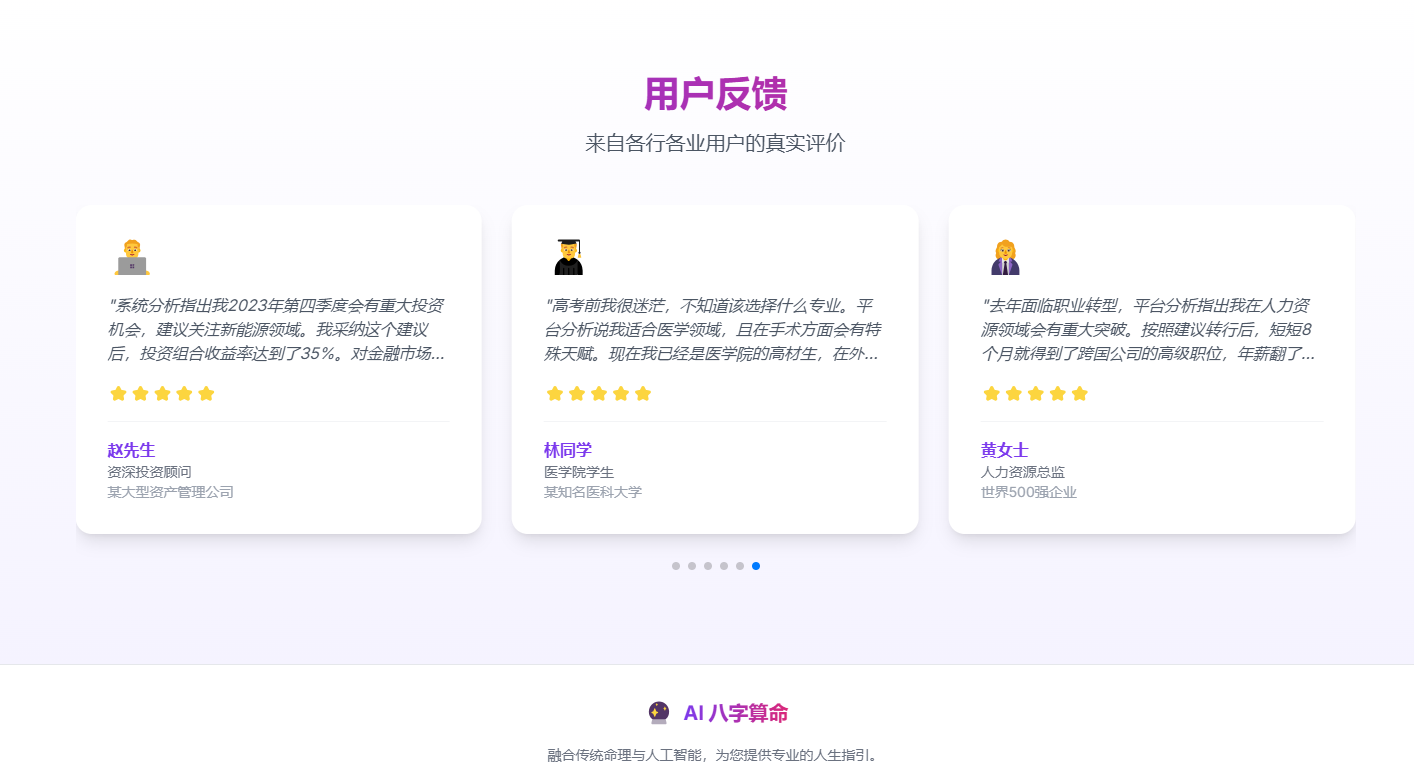 用户反馈
来自各行各业用户的真实评价
"系统分析指出我2023年第四季度会有重大投资
机会，建议关注新能源领域。我采纳这个建议
后，投资组合收益率达到了35%。对金融市场...
赵先生
资深投资顾问
某大型资产管理公司
"高考前我很迷茫，不知道该选择什么专业。平
台分析说我适合医学领域，且在手术方面会有特
殊天赋。现在我已经是医学院的高材生，在外...
林同学
医学院学生
某知名医科大学
"去年面临职业转型，平台分析指出我在人力资
源领域会有重大突破。按照建议转行后，短短8
个月就得到了跨国公司的高级职位，年薪翻了...
黄女士
人力资源总监
世界500强企业
AI 八字算命
融合传统命理与人工智能，为您提供专业的人生指引。